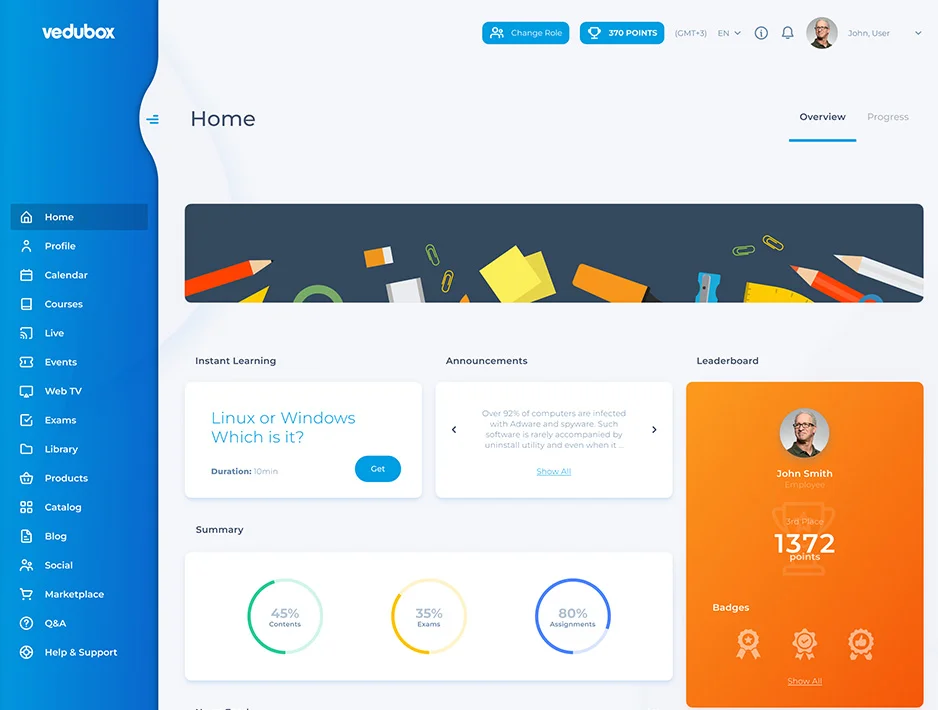 vedubox
Change Role
370 POINTS
(GMT+3)
EN
John, User
Home
Overview
Progress
Home
Profile
Calendar
Courses
Live
Events
Web TV
Exams
Library
Products
Catalog
Blog
Social
Marketplace
Q&A
Help & Support
Instant Learning
Linux or Windows
Which is it?
Duration: 10min
Get
Announcements
Over 92% of computers are infected
with Adware and spyware. Such
software is rarely accompanied by
uninstall utility and even when it ...
Show All
Leaderboard
John Smith
Employee
3rd Place
1372
points
Badges
Show All
Summary
45%
Contents
35%
Exams
80%
Assignments